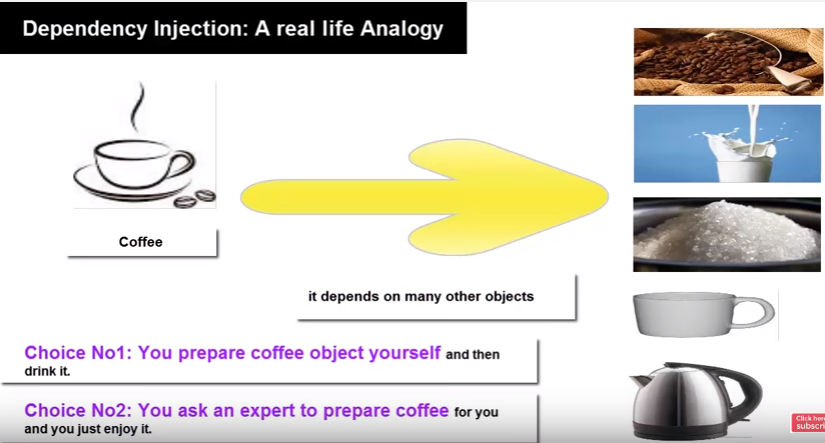 Dependency Injection: A real life Analogy
Coffee
it depends on many other objects
Choice No1: You prepare coffee object yourself and then
drink it.
Choice No2: You ask an expert to prepare coffee for you
and you just enjoy it.
Click here